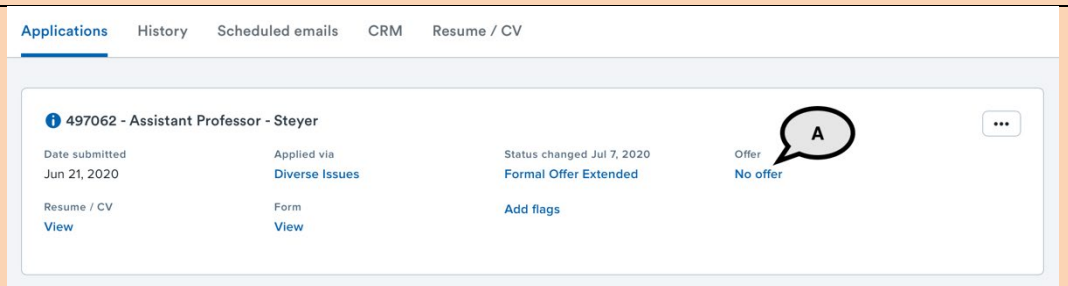 Applications History Scheduled emails CRM Resume / CV
497062 - Assistant Professor - Steyer
A
...
Date submitted Applied via Status changed Jul 7, 2020 Offer
Jun 21, 2020 Diverse Issues Formal Offer Extended No offer
Resume / CV Form Add flags
View View